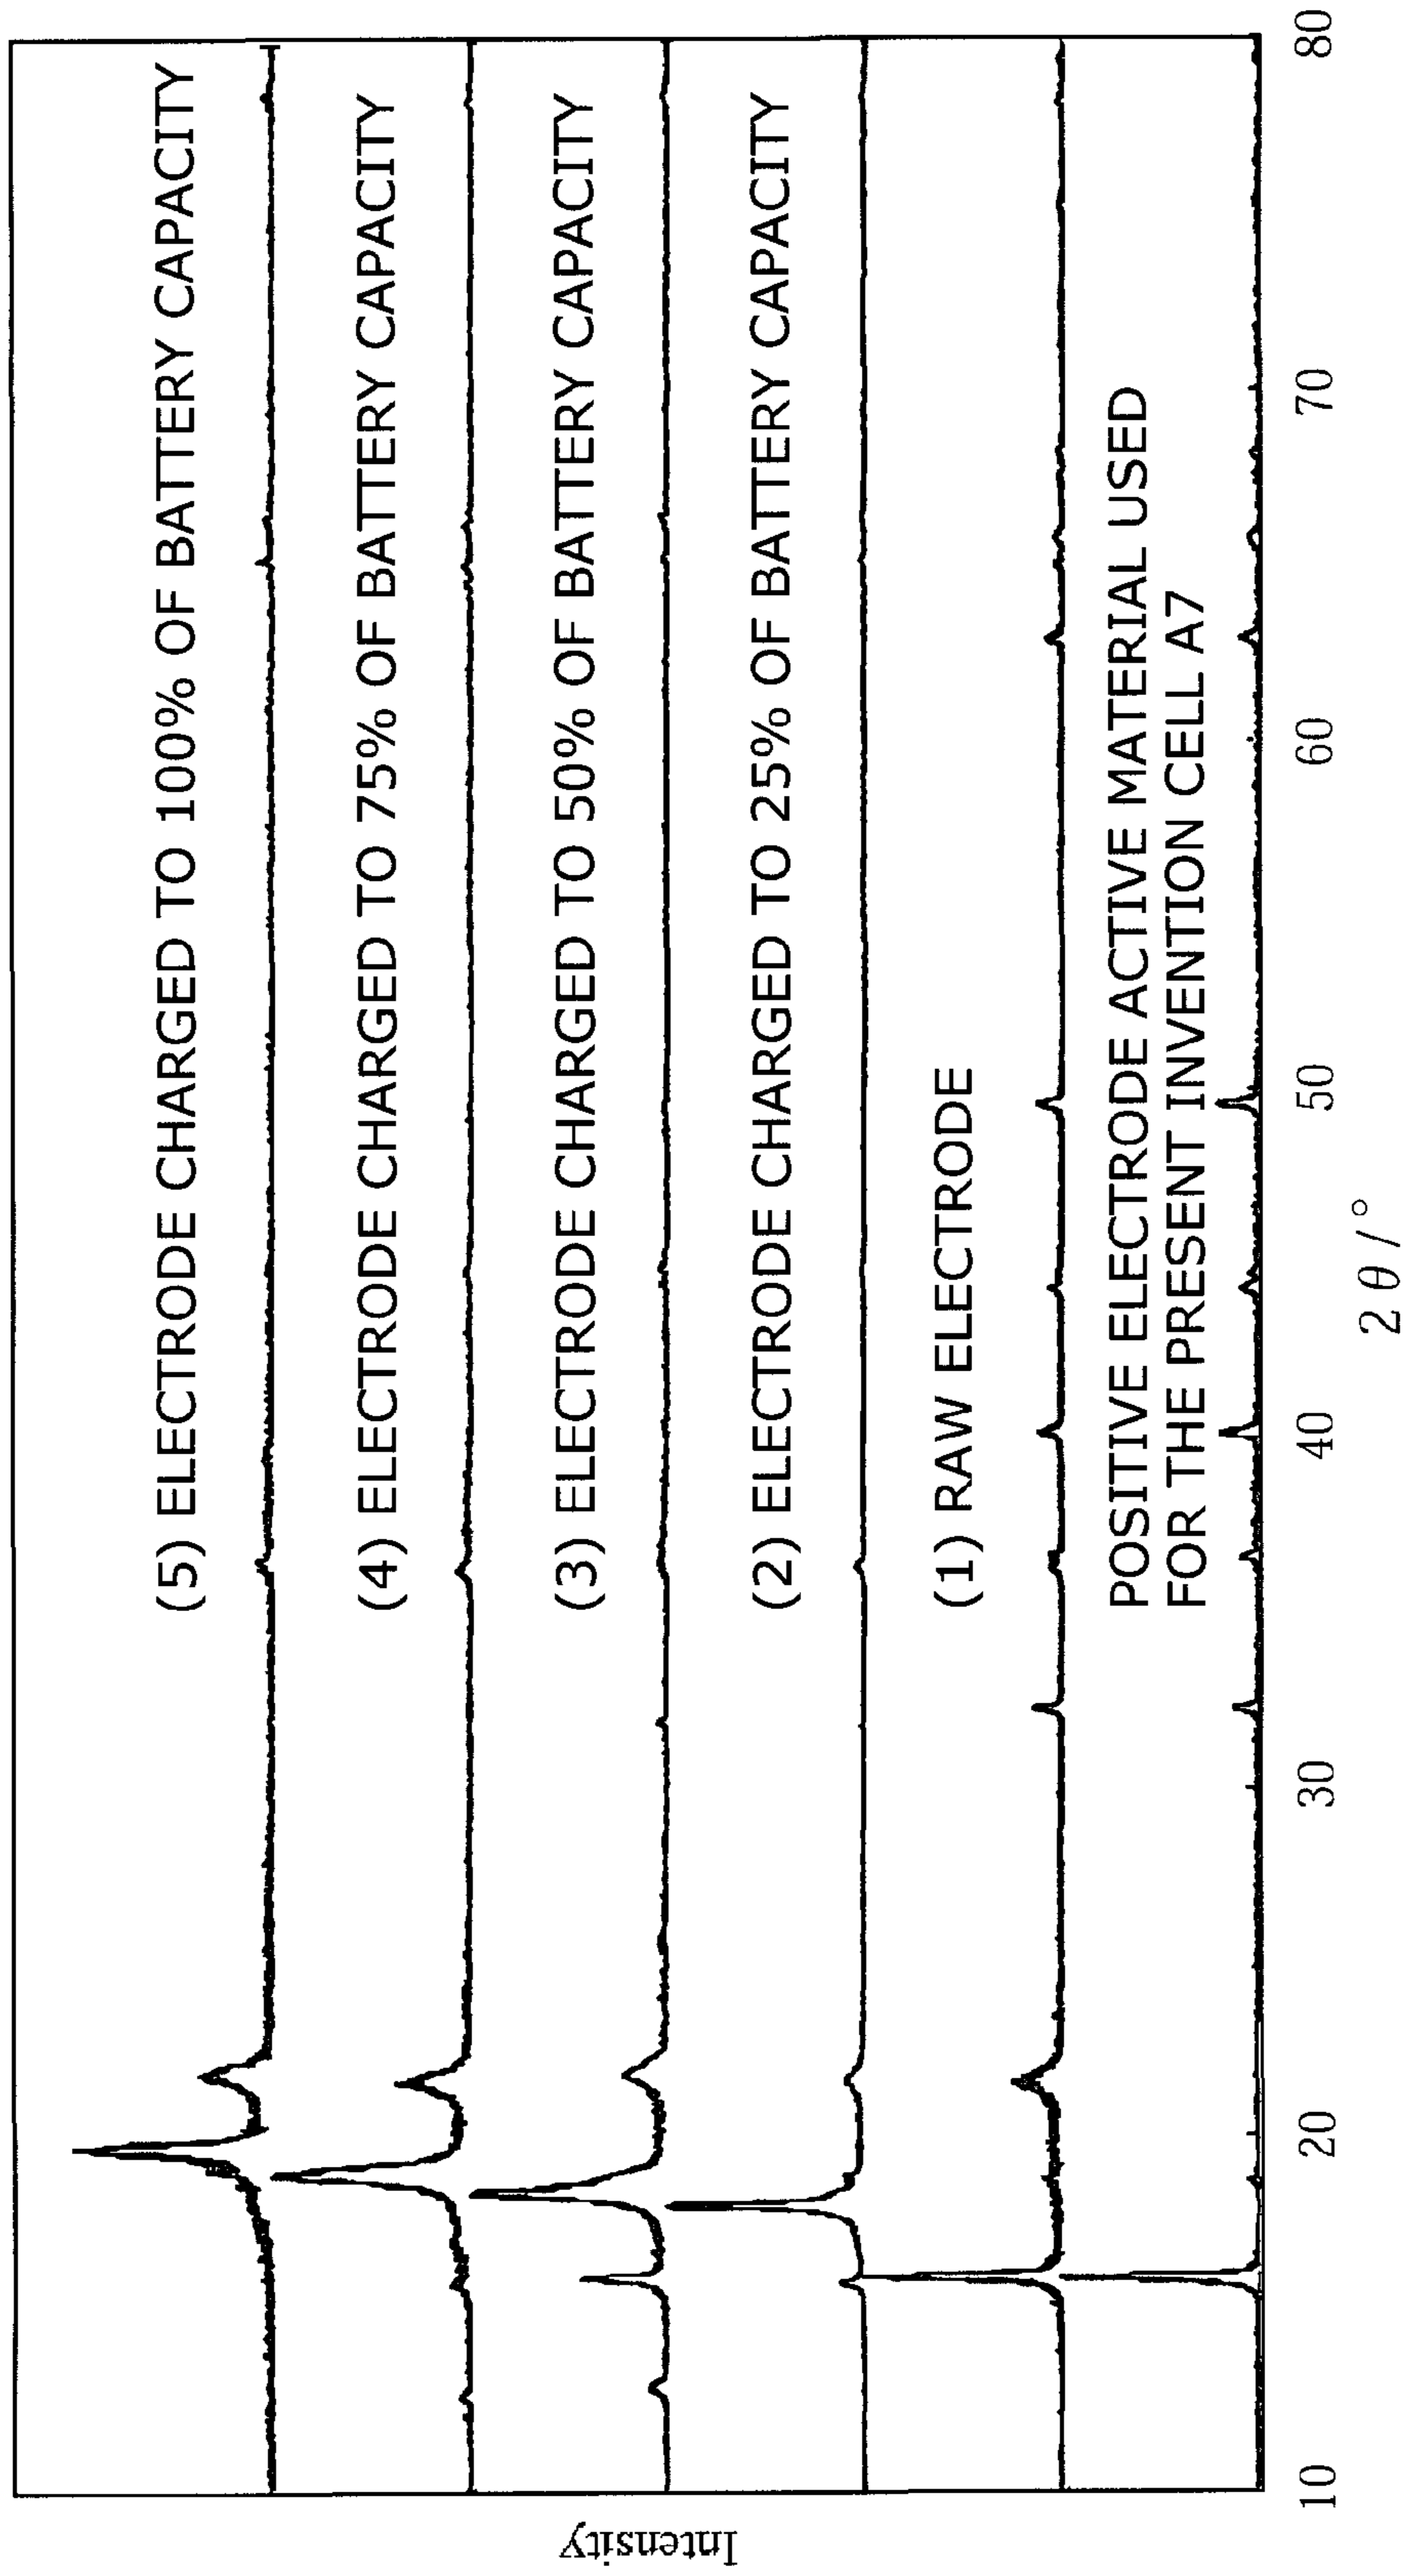 (5) ELECTRODE CHARGED TO 100% OF BATTERY CAPACITY
(4) ELECTRODE CHARGED TO 75% OF BATTERY CAPACITY
(3) ELECTRODE CHARGED TO 50% OF BATTERY CAPACITY
(2) ELECTRODE CHARGED TO 25% OF BATTERY CAPACITY
(1) RAW ELECTRODE
POSITIVE ELECTRODE ACTIVE MATERIAL USED
FOR THE PRESENT INVENTION CELL A7
Intensity
10 20 30 40 50 60 70 80
2 θ / °